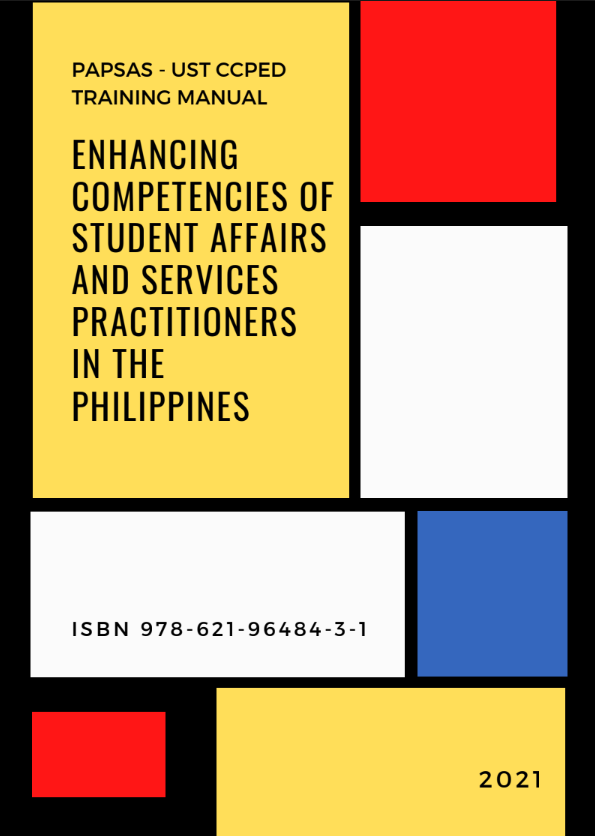 PAPSAS - UST CCPED
TRAINING MANUAL
ENHANCING
COMPETENCIES OF
STUDENT AFFAIRS
AND SERVICES
PRACTITIONERS
IN THE
PHILIPPINES
ISBN 978-621-96484-3-1
2021